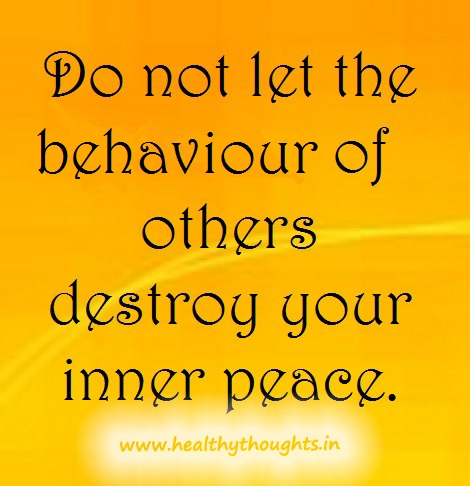 Do not let the
behaviour of
others
destroy your
inner peace.
www.healthythoughts.in